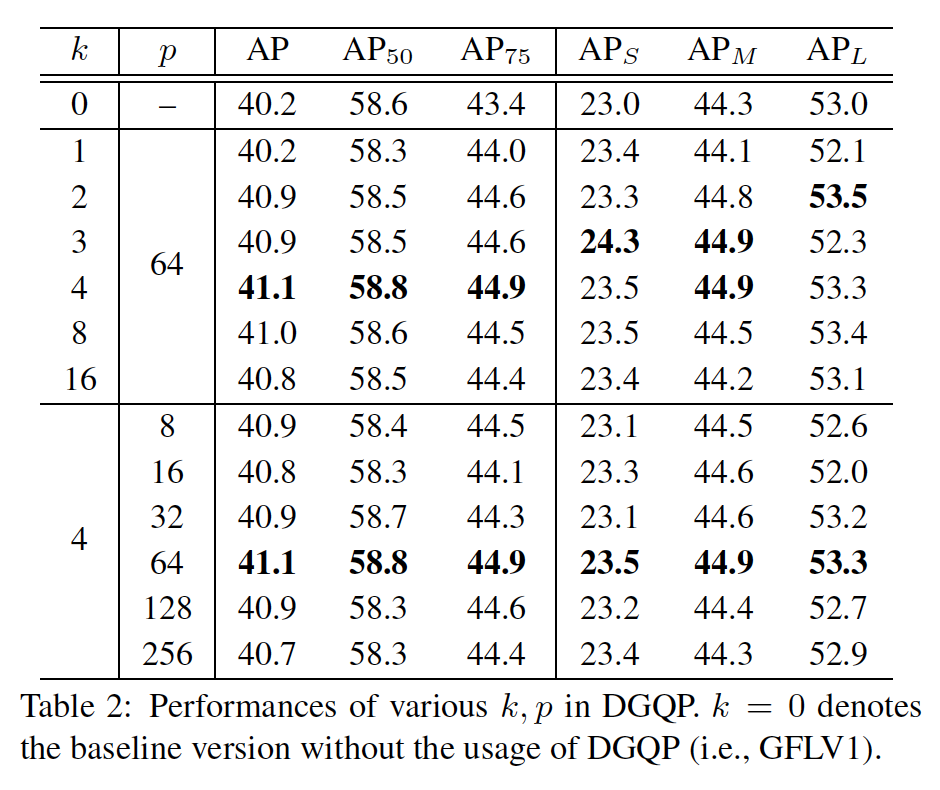 k p AP AP50 AP75 APS APM APL
0 – 40.2 58.6 43.4 23.0 44.3 53.0
1 40.2 58.3 44.0 23.4 44.1 52.1
2 40.9 58.5 44.6 23.3 44.8 53.5
3 40.9 58.5 44.6 24.3 44.9 52.3
64
4 41.1 58.8 44.9 23.5 44.9 53.3
8 41.0 58.6 44.5 23.5 44.5 53.4
16 40.8 58.5 44.4 23.4 44.2 53.1
8 40.9 58.4 44.5 23.1 44.5 52.6
16 40.8 58.3 44.1 23.3 44.6 52.0
32 40.9 58.7 44.3 23.1 44.6 53.2
4
64 41.1 58.8 44.9 23.5 44.9 53.3
128 40.9 58.3 44.6 23.2 44.4 52.7
256 40.7 58.3 44.4 23.4 44.3 52.9
Table 2: Performances of various k, p in DGQP. k = 0 denotes
the baseline version without the usage of DGQP (i.e., GFLV1).